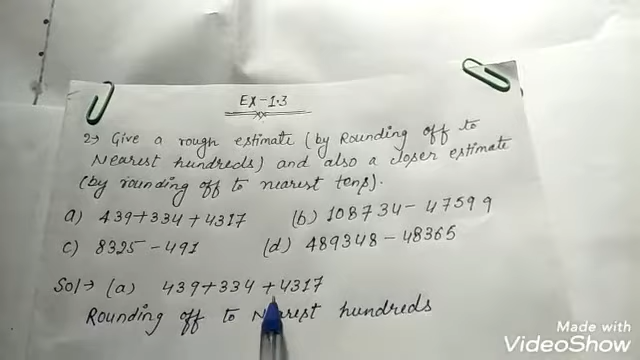 Ex-1.3
2→ Give a rough estimate (by Rounding off to
Nearest hundreds) and also a closer estimate
(by rounding off to nearest tens).
a) 439+334+4317 (b) 108734-47599
c) 8325-491 (d) 489348-48365
Sol→ (a) 439+334+4317
Rounding off to Nearest hundreds
Made with
VideoShow